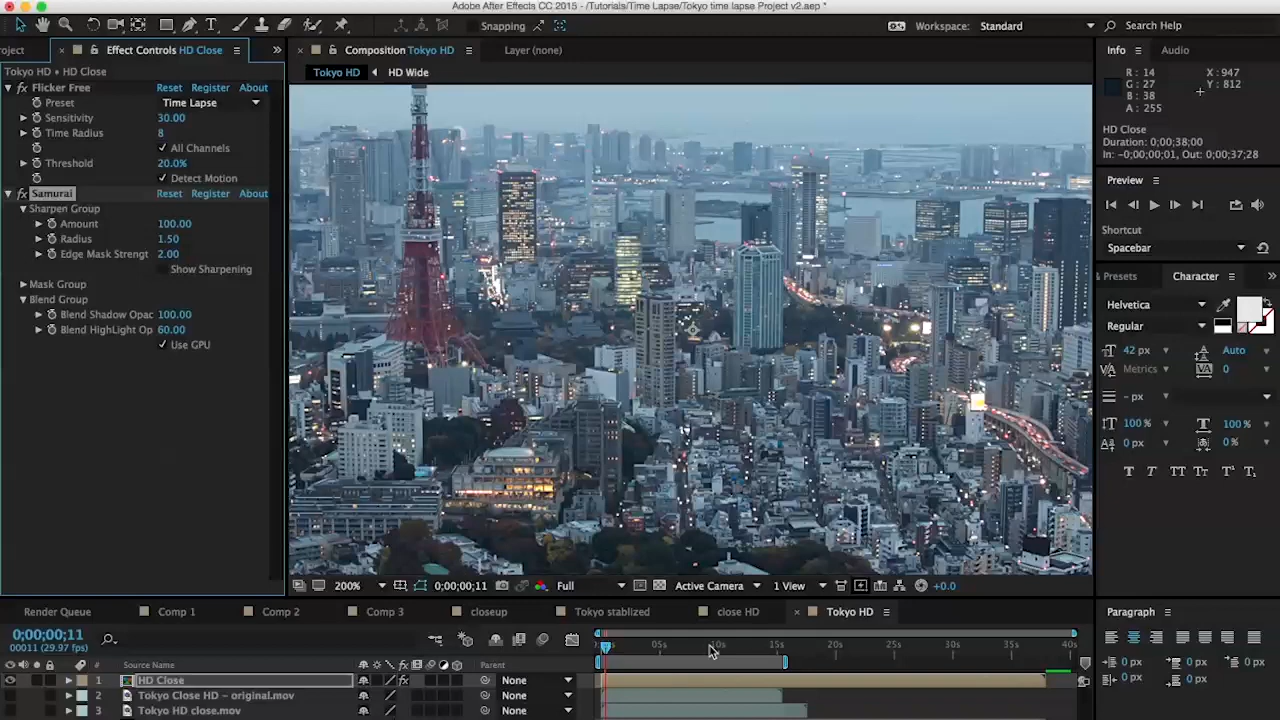 Adobe After Effects CC 2015 - /Tutorials/Time Lapse/Tokyo time lapse Project v2.aep *
Snapping
Workspace: Standard
Search Help
oject
Effect Controls HD Close
Composition Tokyo HD
Layer (none)
Info
Audio
Tokyo HD • HD Close
Tokyo HD
HD Wide
R : 14
G : 27
B : 38
A : 255
X : 947
Y : 812
HD Close
Duration: 0;00;38;00
In: -0;00;00;01, Out: 0;00;37;28
fx Flicker Free Reset Register About
Preset Time Lapse
Sensitivity 30.00
Time Radius 8
All Channels
Threshold 20.0%
Detect Motion
fx Samurai Reset Register About
Sharpen Group
Amount 100.00
Radius 1.50
Edge Mask Strengt 2.00
Show Sharpening
Mask Group
Blend Group
Blend Shadow Opac 100.00
Blend HighLight Op 60.00
Use GPU
Preview
Shortcut
Spacebar
Presets
Character
Helvetica
Regular
42 px
Auto
Metrics
0
- px
100 %
100 %
0 px
0 %
200%
0;00;00;11
Full
Active Camera
1 View
+0.0
Render Queue
Comp 1
Comp 2
Comp 3
closeup
Tokyo stablized
close HD
Tokyo HD
Paragraph
0;00;00;11
00011 (29.97 fps)
05s
10s
15s
20s
25s
30s
35s
40s
0 px
0 px
0 px
0 px
0 px
# Source Name
Parent
1 HD Close None
2 Tokyo Close HD – original.mov None
3 Tokyo HD close.mov None